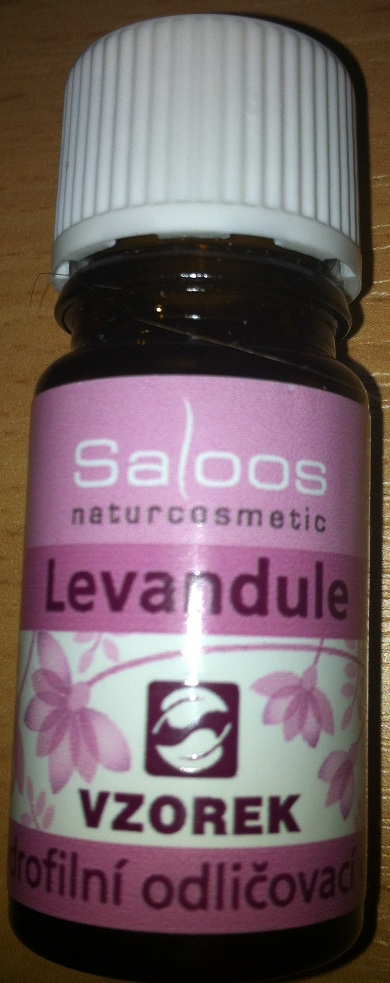 Saloos
naturcosmetic
Levandule
VZOREK
drofilní odličovací